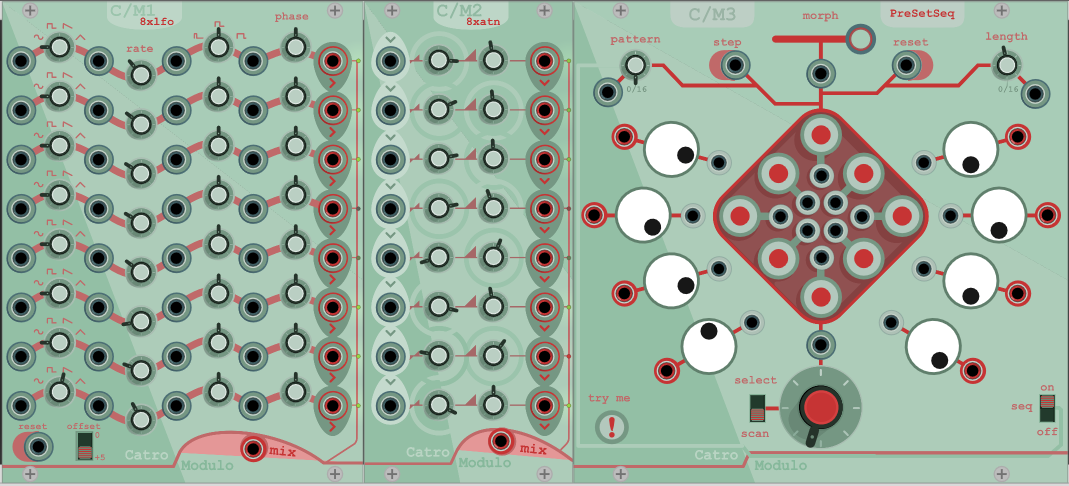 C/M1
8xlfo
phase
rate
reset
offset
0
+5
mix
Catro
Modulo
C/M2
8xatn
mix
Catro
Modulo
C/M3
morph
PreSetSeq
pattern
step
reset
length
0/16
0/16
select
scan
try me
!
on
seq
off
Catro
Modulo